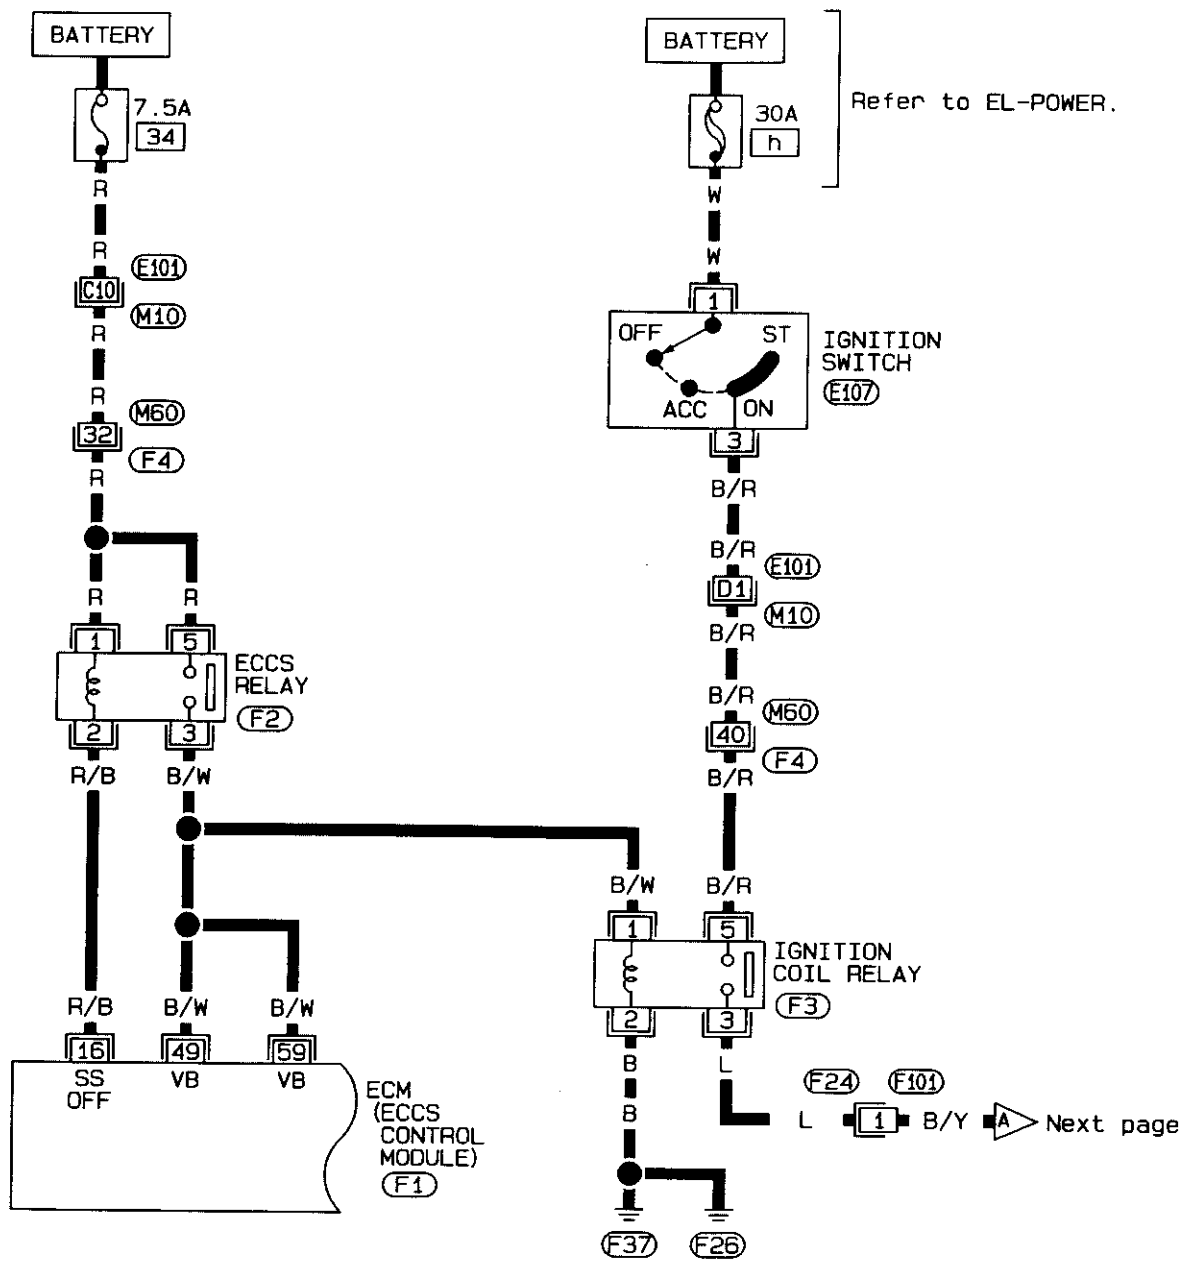 BATTERY
7.5A
34
R
R
E101
C10
M10
R
R
M60
32
F4
R
R
R
1
5
ECCS
RELAY
F2
2
3
R/B
B/W
R/B
B/W
B/W
16
49
59
SS
OFF
VB
VB
ECM
(ECCS
CONTROL
MODULE)
F1
BATTERY
30A
h
Refer to EL-POWER.
W
W
1
OFF
ST
ACC
ON
IGNITION
SWITCH
E107
3
B/R
B/R
E101
D1
M10
B/R
B/R
M60
40
F4
B/R
B/W
B/R
1
5
IGNITION
COIL RELAY
F3
2
3
B
L
B
F24
F101
L
1
B/Y
A
Next page
F37
F26